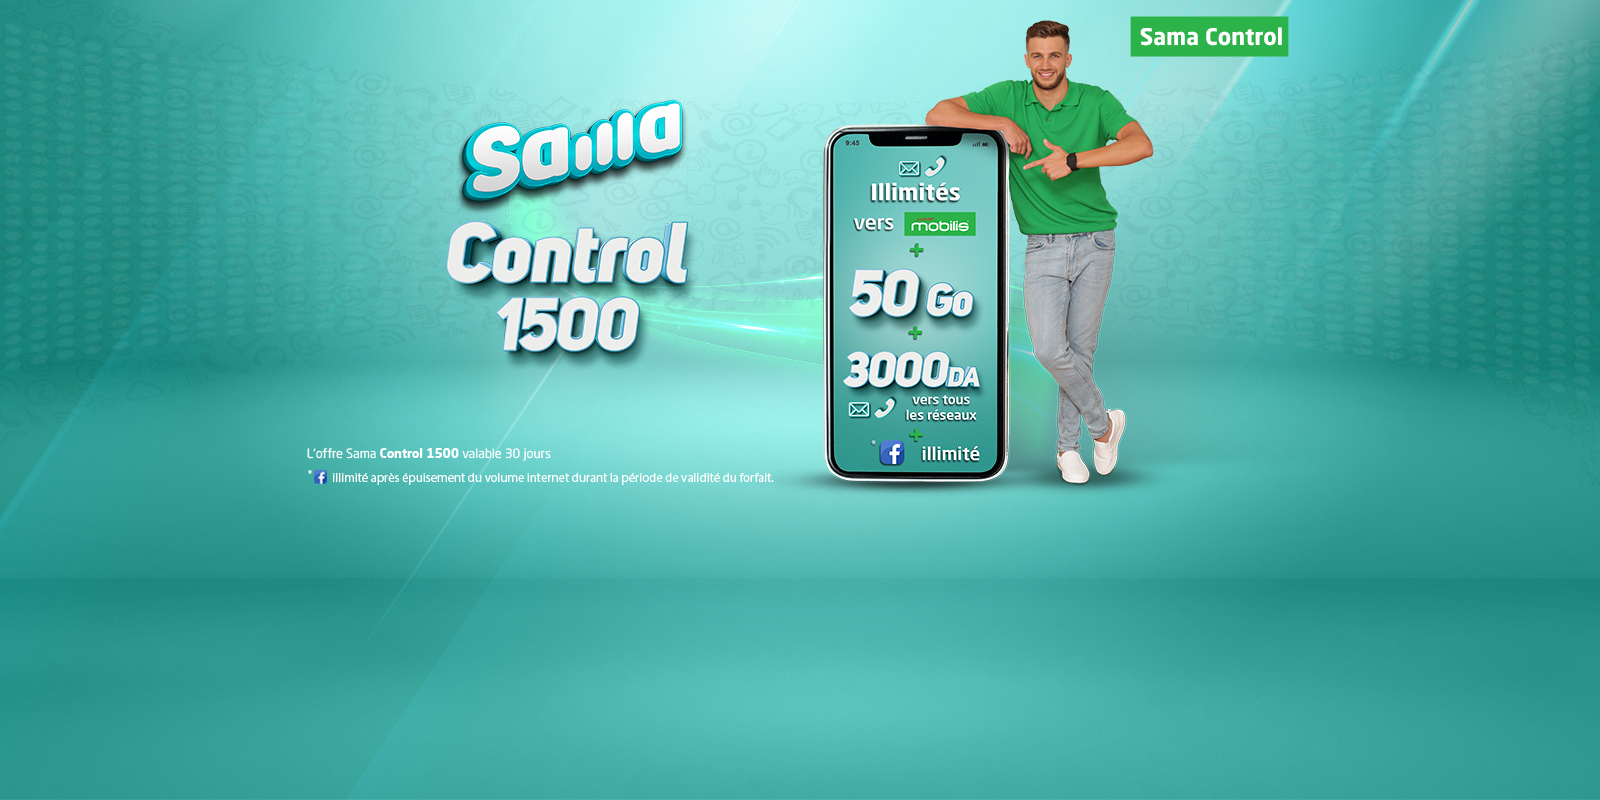 Sama Control
Sama
Control
1500
9:45
Illimités
vers mobilis
+
50 Go
+
3000DA
vers tous
les réseaux
+
* f illimité
L'offre Sama Control 1500 valable 30 jours
* f illimité après épuisement du volume internet durant la période de validité du forfait.